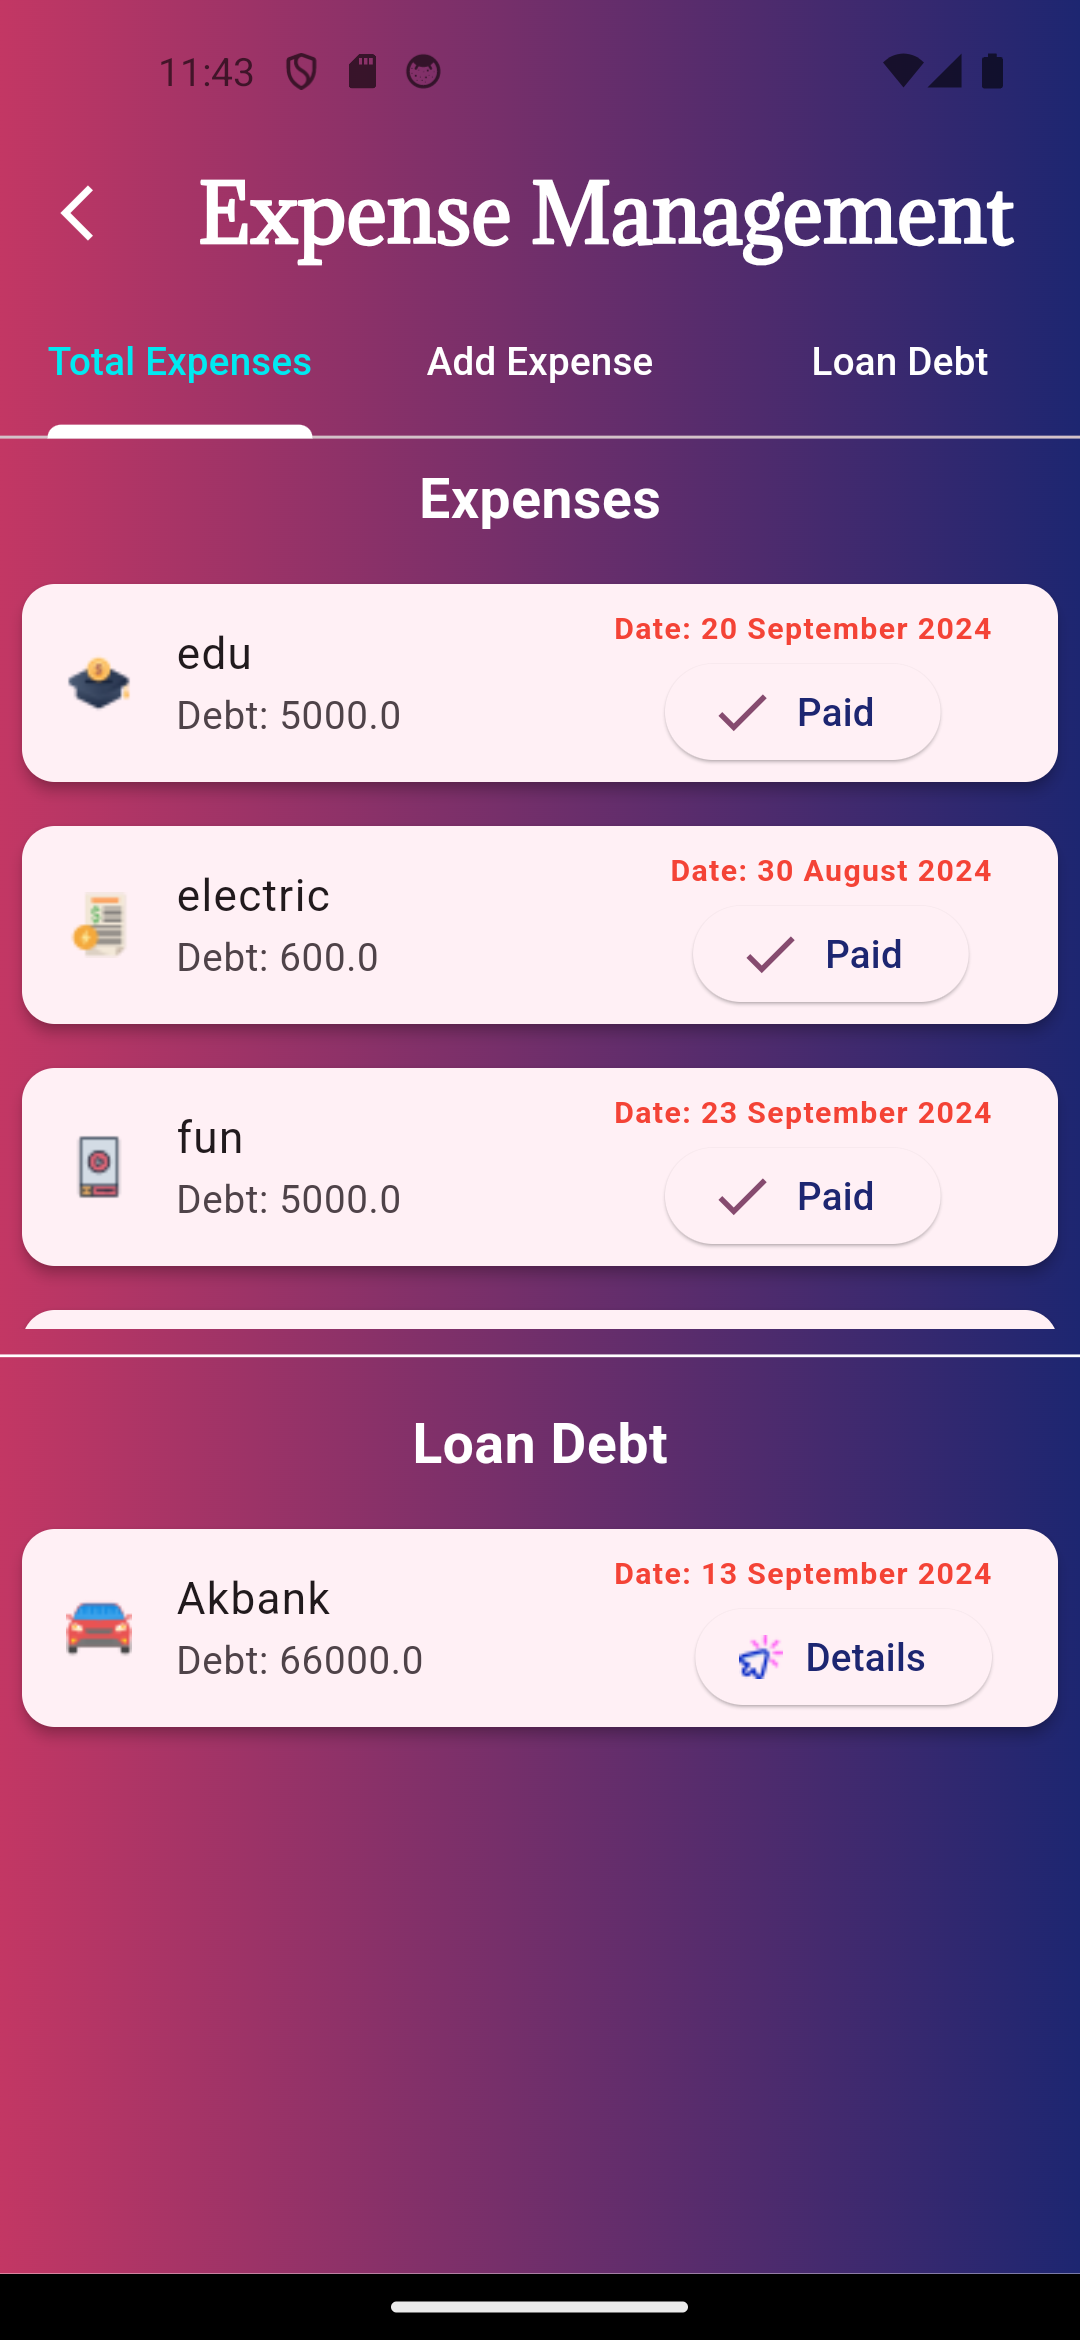 11:43
Expense Management
Total Expenses
Add Expense
Loan Debt
Expenses
edu
Date: 20 September 2024
Debt: 5000.0
Paid
electric
Date: 30 August 2024
Debt: 600.0
Paid
fun
Date: 23 September 2024
Debt: 5000.0
Paid
Loan Debt
Akbank
Date: 13 September 2024
Debt: 66000.0
Details